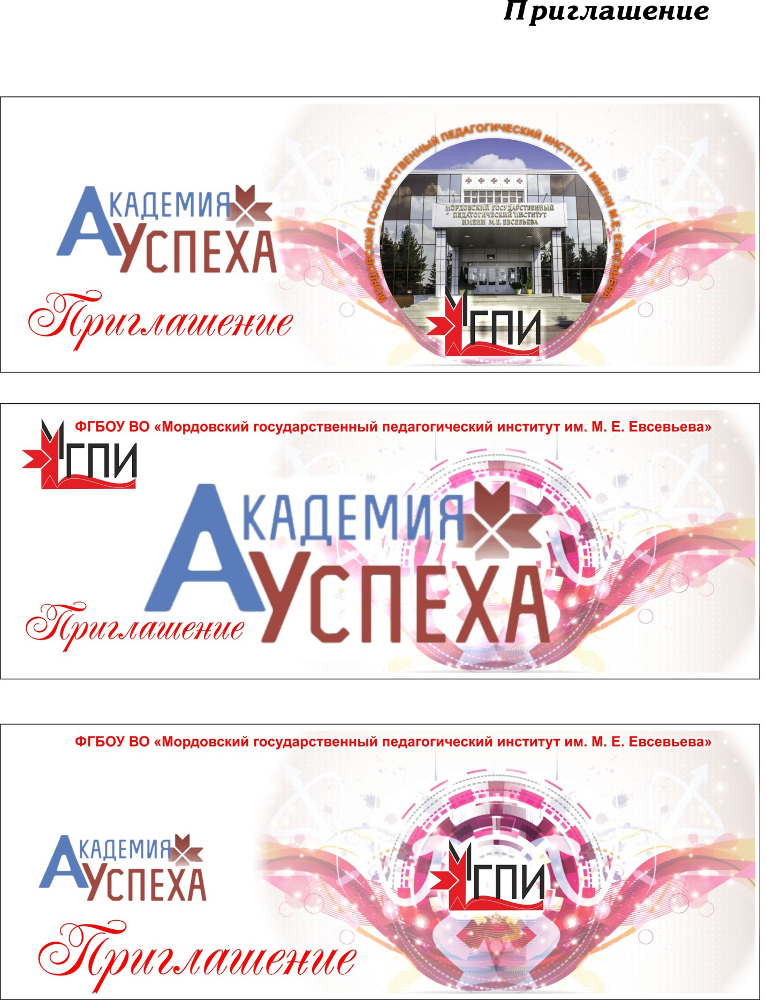 Приглашение
МОРДОВСКИЙ ГОСУДАРСТВЕННЫЙ ПЕДАГОГИЧЕСКИЙ ИНСТИТУТ ИМЕНИ М.Е. ЕВСЕВЬЕВА
МОРДОВСКИЙ ГОСУДАРСТВЕННЫЙ
ПЕДАГОГИЧЕСКИЙ ИНСТИТУТ
ИМЕНИ М.Е. ЕВСЕВЬЕВА
АКАДЕМИЯ
УСПЕХА
Приглашение
МГПИ
ФГБОУ ВО «Мордовский государственный педагогический институт им. М. Е. Евсевьева»
МГПИ
АКАДЕМИЯ
УСПЕХА
Приглашение
ФГБОУ ВО «Мордовский государственный педагогический институт им. М. Е. Евсевьева»
АКАДЕМИЯ
УСПЕХА
МГПИ
Приглашение